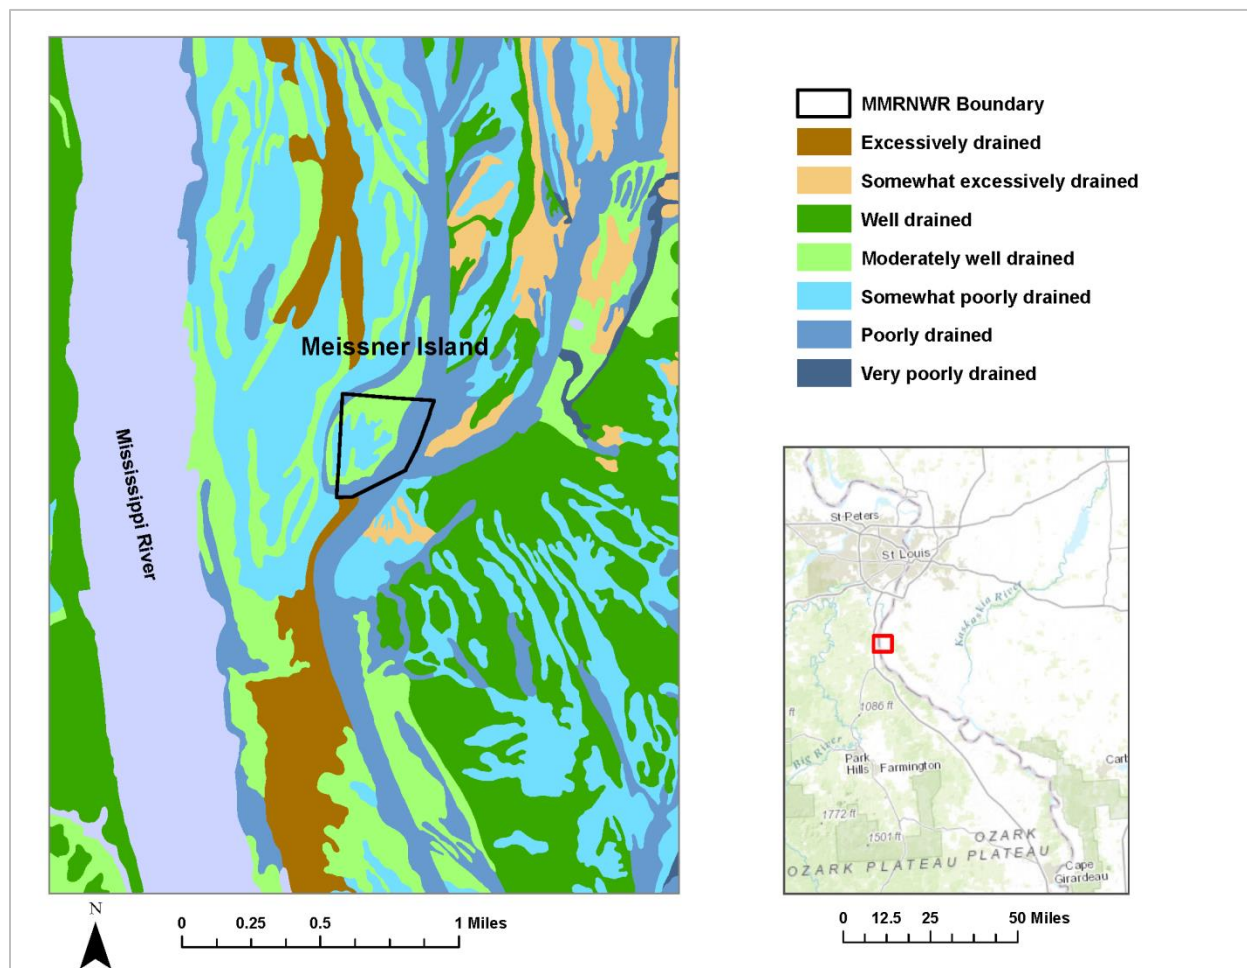 Meissner Island
Mississippi River
N
0 0.25 0.5 1 Miles
MMRNWR Boundary
Excessively drained
Somewhat excessively drained
Well drained
Moderately well drained
Somewhat poorly drained
Poorly drained
Very poorly drained
St Peters
St Louis
Kaskaskia River
1086 ft
ft
Big River
Park
Hills
Farmington
Cart
1772 ft
1501 ft
OZARK
OZARK PLATEAU PLATEAU
Cape
Girardeau
0 12.5 25 50 Miles